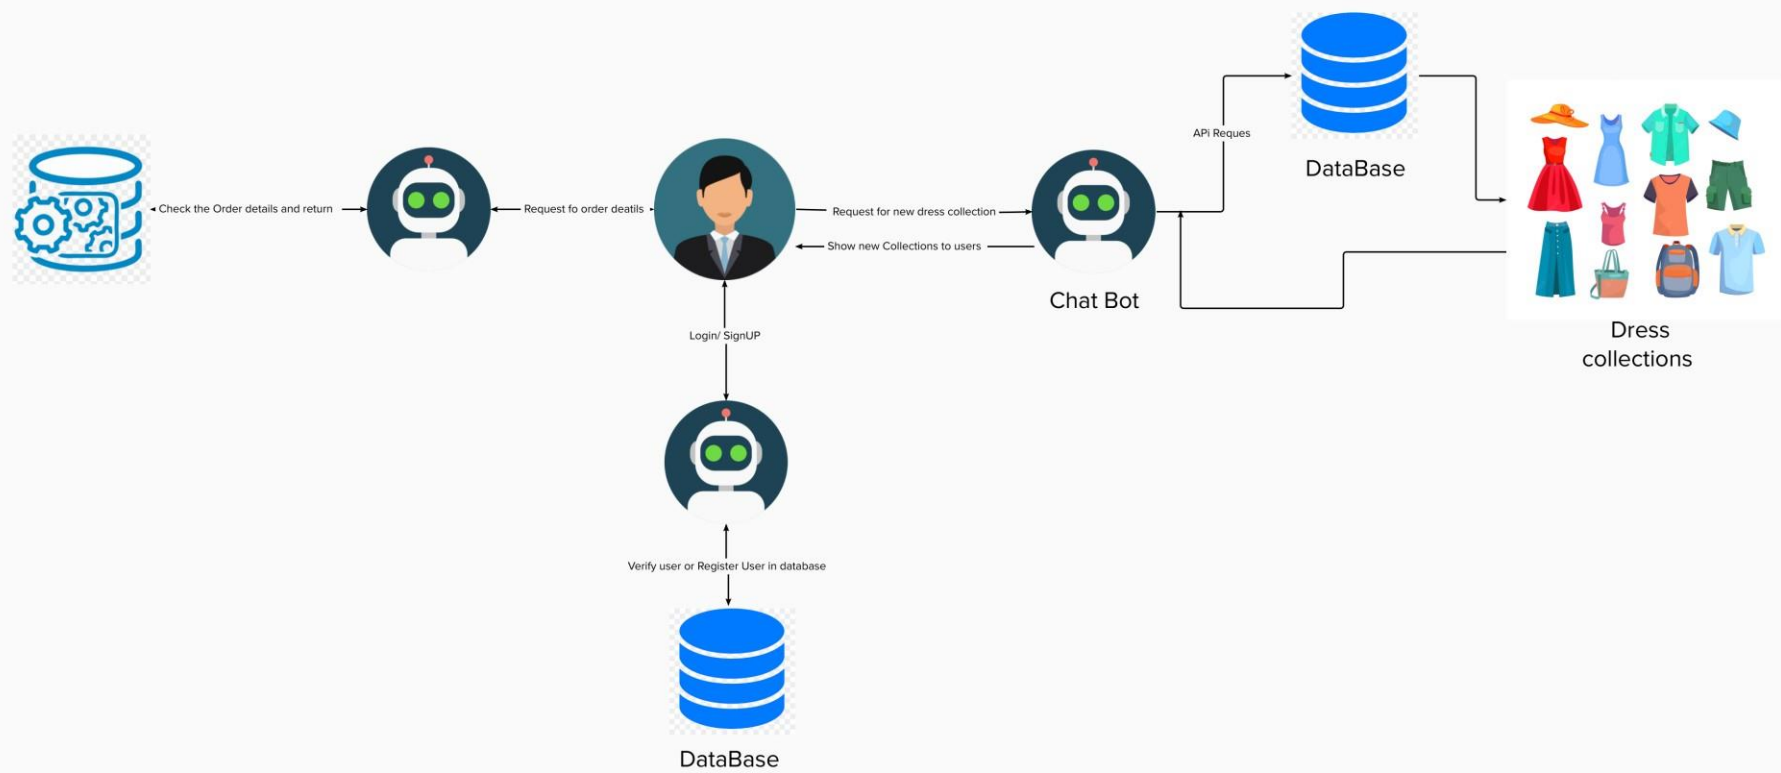 APi Reques
DataBase
Check the Order details and return
Request fo order deatils
Request for new dress collection
Show new Collections to users
Chat Bot
Dress
collections
Login/ SignUP
Verify user or Register User in database
DataBase